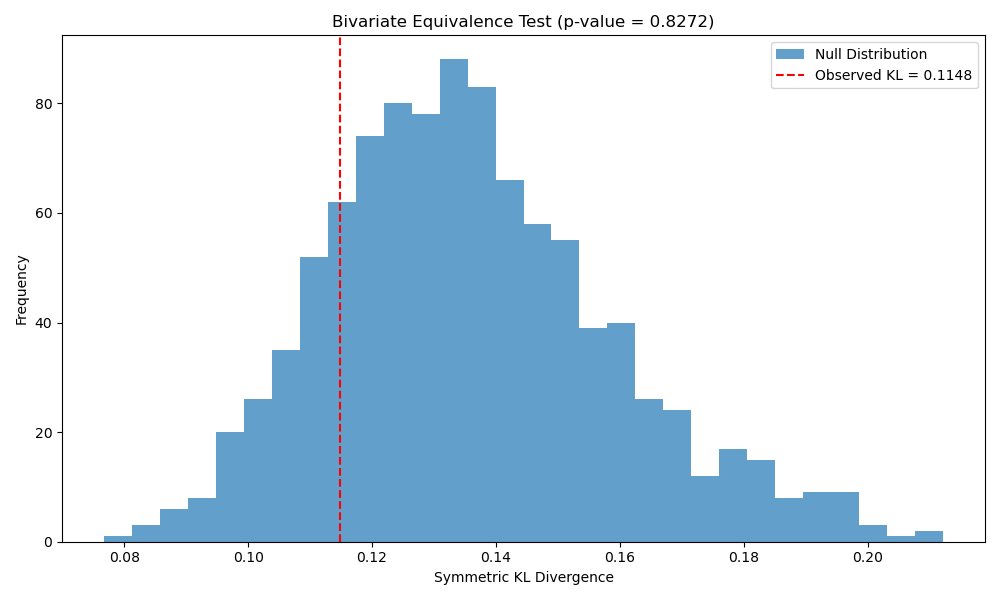 Bivariate Equivalence Test (p-value = 0.8272)
Null Distribution
Observed KL = 0.1148
Frequency
80
60
40
20
0
0.08 0.10 0.12 0.14 0.16 0.18 0.20
Symmetric KL Divergence